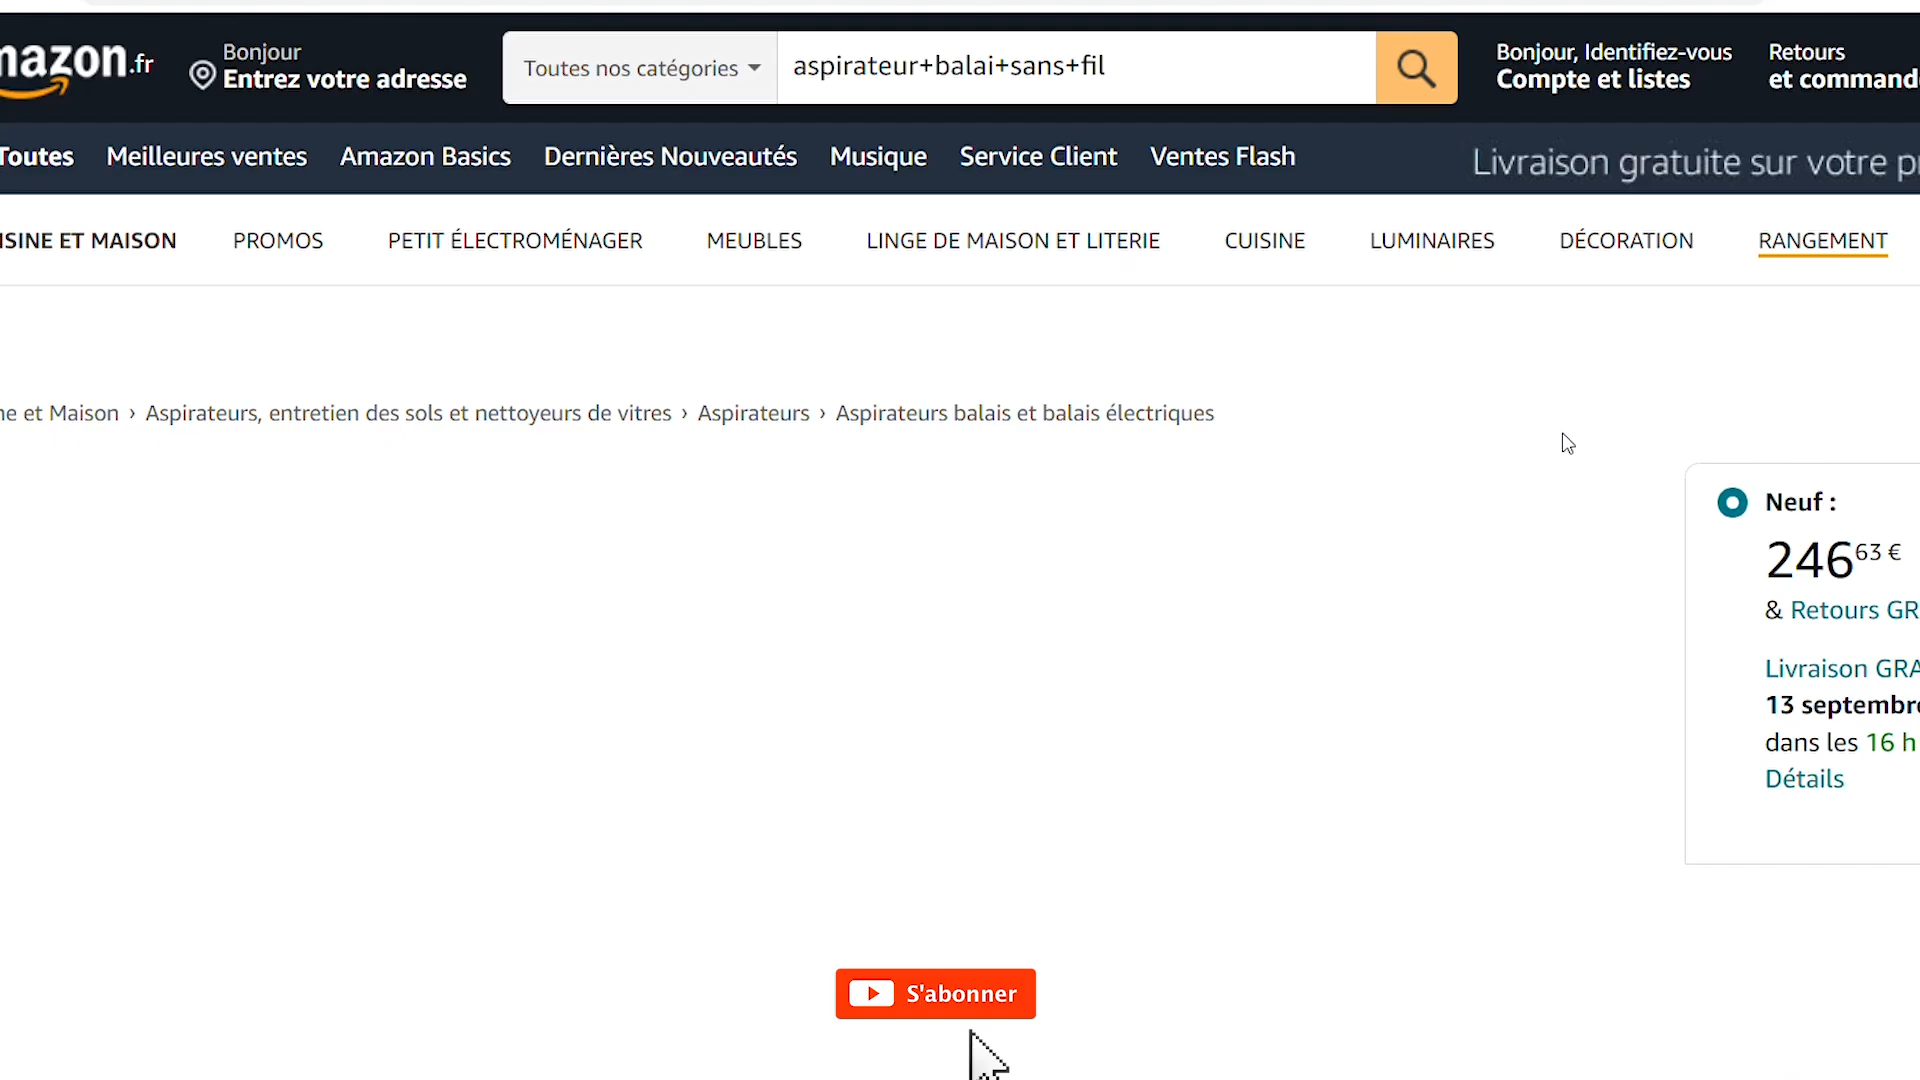 mazon.fr
Bonjour
Entrez votre adresse
Toutes nos catégories
aspirateur+balai+sans+fil
Bonjour, Identifiez-vous
Compte et listes
Retours
et command
Toutes Meilleures ventes Amazon Basics Dernières Nouveautés Musique Service Client Ventes Flash
Livraison gratuite sur votre pr
ISINE ET MAISON PROMOS PETIT ÉLECTROMÉNAGER MEUBLES LINGE DE MAISON ET LITERIE CUISINE LUMINAIRES DÉCORATION RANGEMENT
ne et Maison › Aspirateurs, entretien des sols et nettoyeurs de vitres › Aspirateurs › Aspirateurs balais et balais électriques
Neuf :
246 63 €
& Retours GR
Livraison GRA
13 septembre
dans les 16 h
Détails
S'abonner